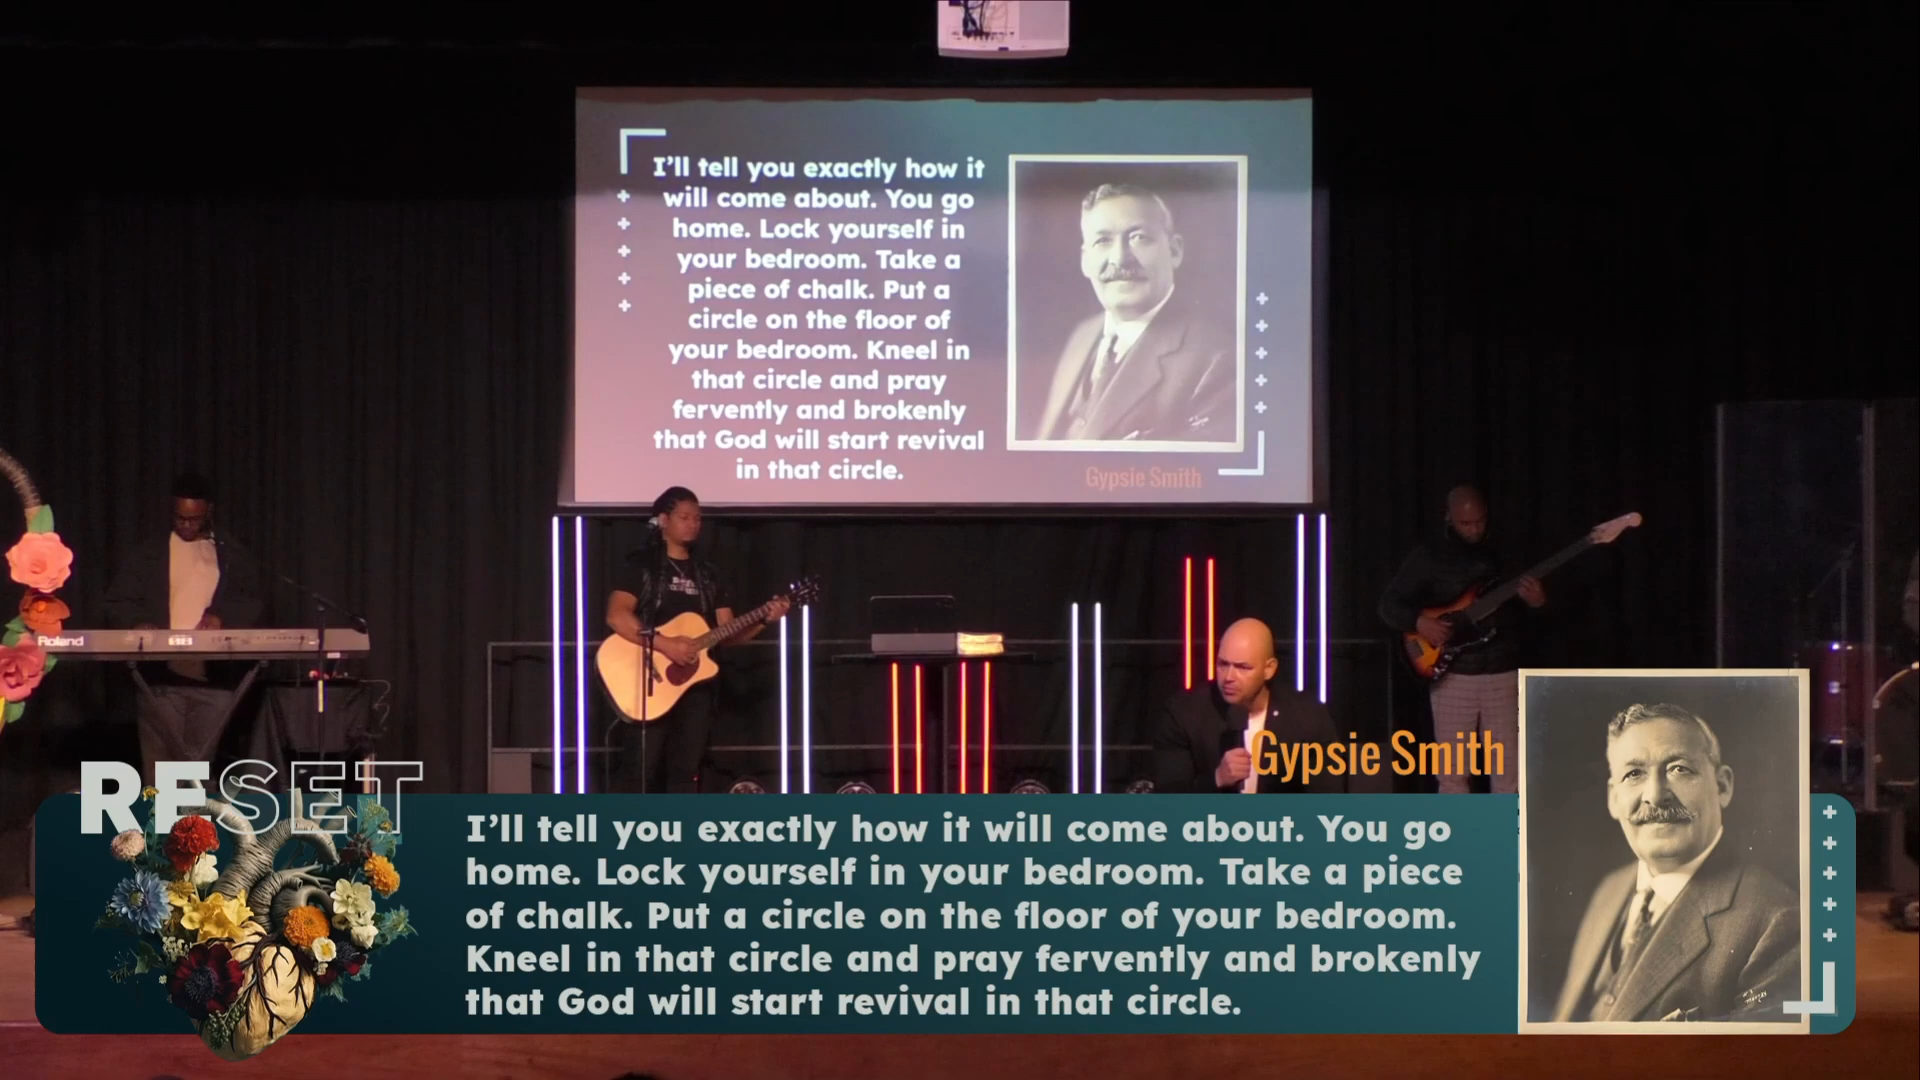 I'll tell you exactly how it
will come about. You go
home. Lock yourself in
your bedroom. Take a
piece of chalk. Put a
circle on the floor of
your bedroom. Kneel in
that circle and pray
fervently and brokenly
that God will start revival
in that circle.
Gypsie Smith
Roland
Gypsie Smith
RESET
I'll tell you exactly how it will come about. You go
home. Lock yourself in your bedroom. Take a piece
of chalk. Put a circle on the floor of your bedroom.
Kneel in that circle and pray fervently and brokenly
that God will start revival in that circle.